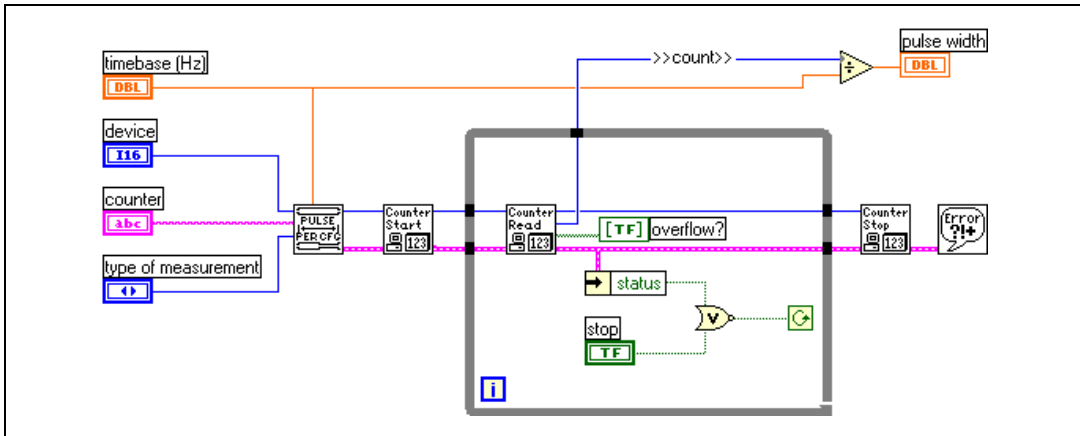 timebase (Hz)
DBL
device
I16
counter
abc
type of measurement
PULSE
PER CFG
Counter
Start
123
Counter
Read
123
>>count>>
÷
pulse width
DBL
[TF] overflow?
status
stop
TF
V
i
Counter
Stop
123
Error
?!+